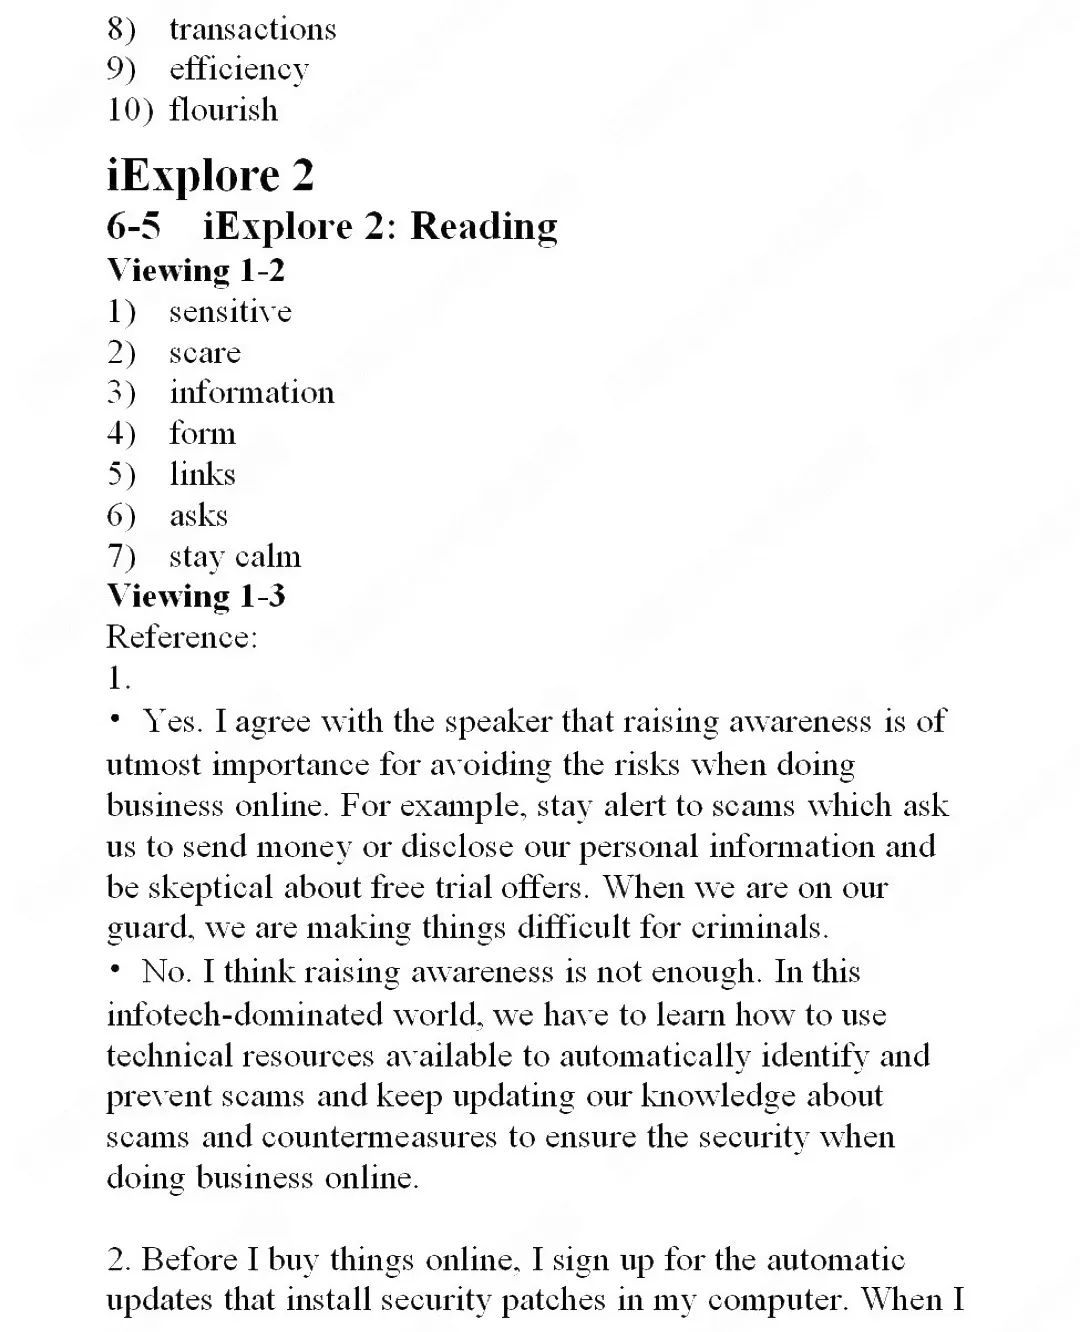 8) transactions
9) efficiency
10) flourish
iExplore 2
6-5 iExplore 2: Reading
Viewing 1-2
1) sensitive
2) scare
3) information
4) form
5) links
6) asks
7) stay calm
Viewing 1-3
Reference:
1.
• Yes. I agree with the speaker that raising awareness is of
utmost importance for avoiding the risks when doing
business online. For example, stay alert to scams which ask
us to send money or disclose our personal information and
be skeptical about free trial offers. When we are on our
guard, we are making things difficult for criminals.
• No. I think raising awareness is not enough. In this
infotech-dominated world, we have to learn how to use
technical resources available to automatically identify and
prevent scams and keep updating our knowledge about
scams and countermeasures to ensure the security when
doing business online.
2. Before I buy things online, I sign up for the automatic
updates that install security patches in my computer. When I